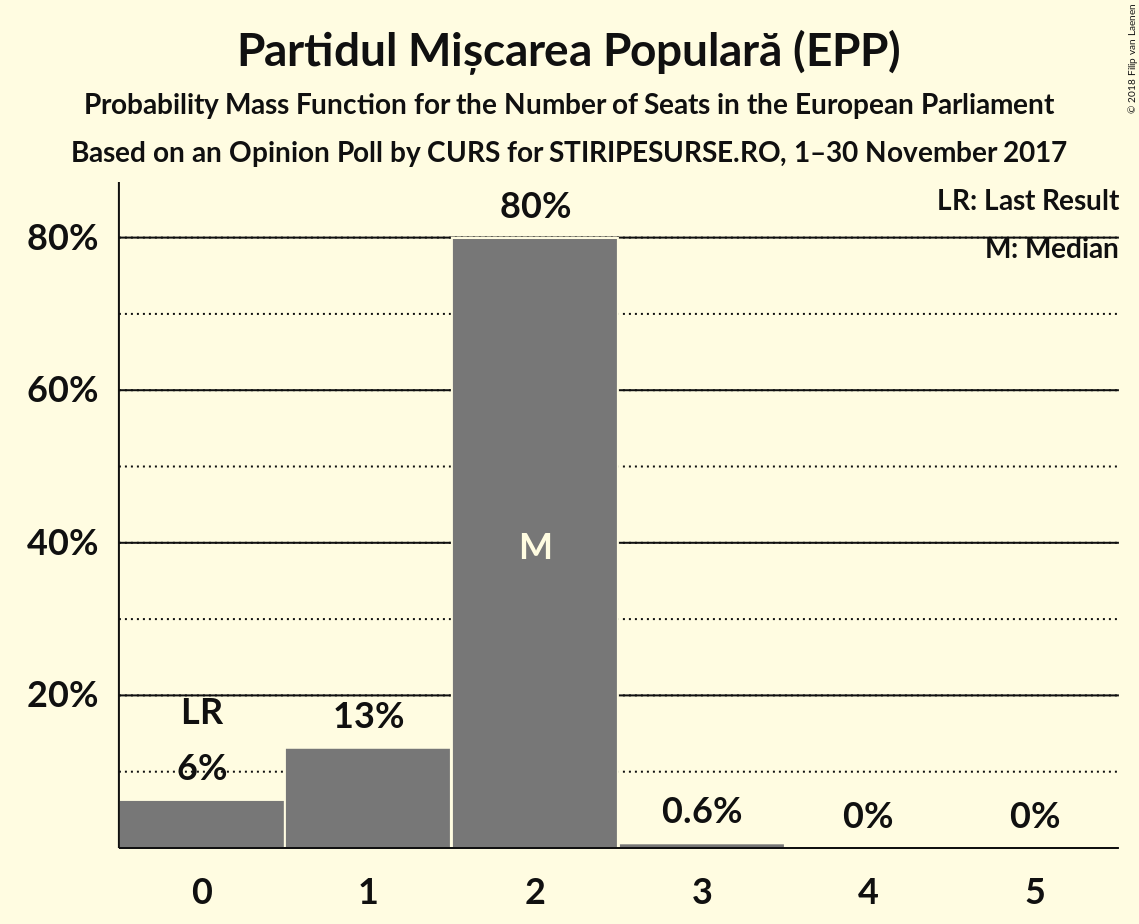 Partidul Mișcarea Populară (EPP)
Probability Mass Function for the Number of Seats in the European Parliament
Based on an Opinion Poll by CURS for STIRIPESURSE.RO, 1–30 November 2017
© 2018 Filip van Laenen
LR: Last Result
M: Median
80%
60%
40%
20%
LR
6%
13%
80%
M
0.6%
0%
0%
0 1 2 3 4 5